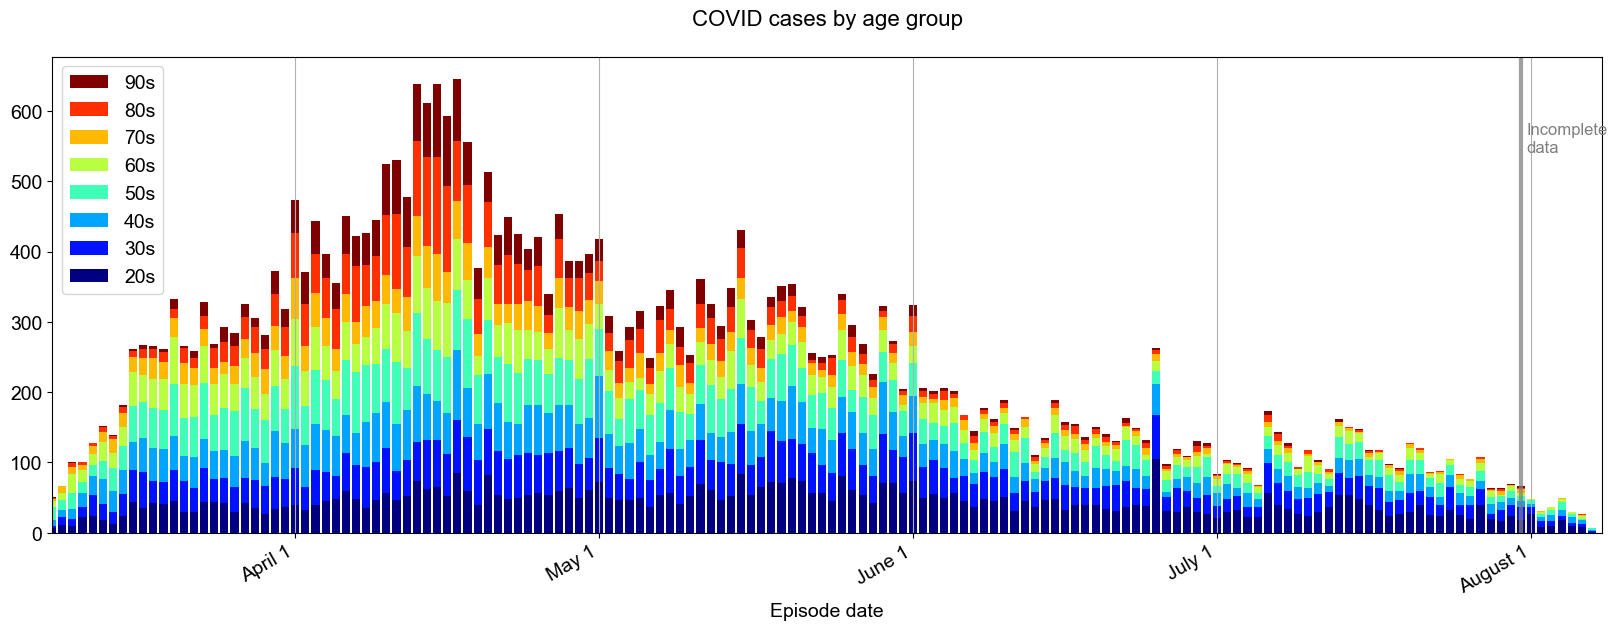 COVID cases by age group
90s
80s
70s
60s
50s
40s
30s
20s
600
500
400
300
200
100
0
Incomplete
data
April 1
May 1
June 1
July 1
August 1
Episode date